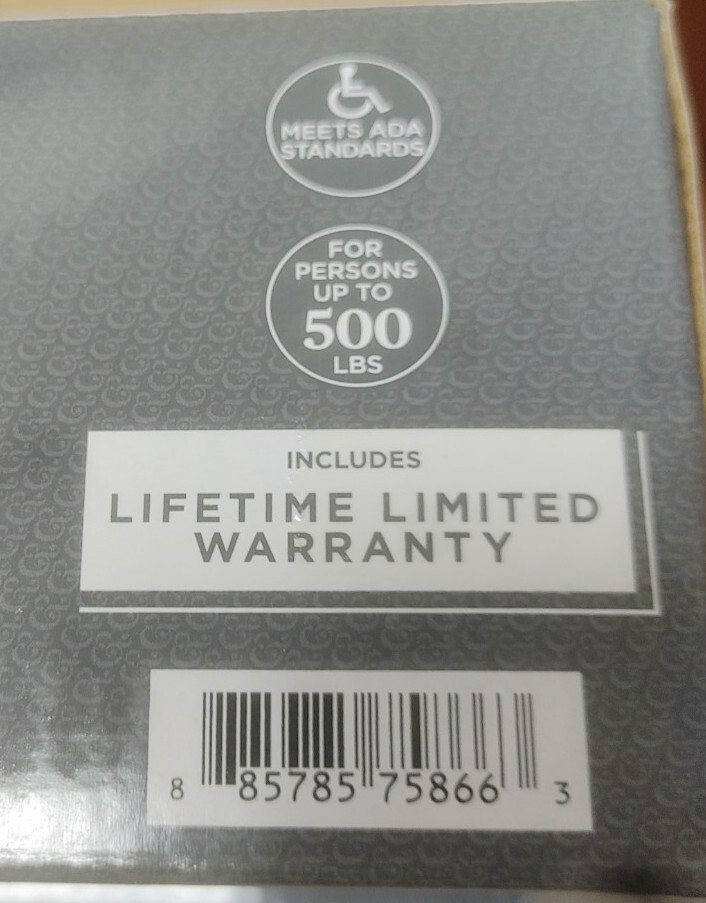 MEETS ADA
STANDARDS
FOR
PERSONS
UP TO
500
LBS
INCLUDES
LIFETIME LIMITED
WARRANTY
8 85785 75866 3